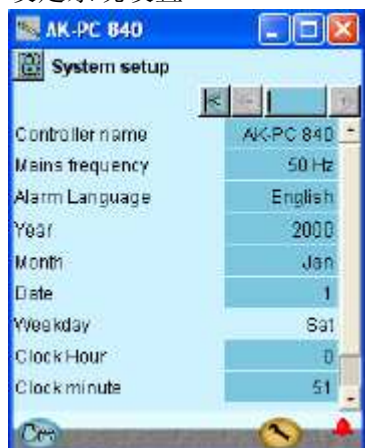 AK-PC 840
System setup
Controller name AK-PC 840
Mains frequency 50 Hz
Alarm Language English
Year 2000
Month Jan
Date 1
Weekday Sat
Clock Hour 0
Clock minute 51